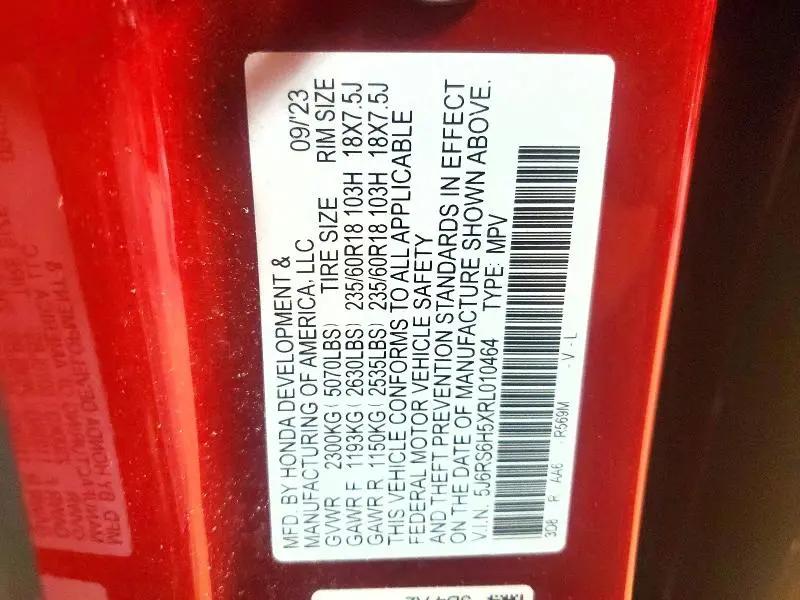 MFD. BY HONDA DEVELOPMENT &
MANUFACTURING OF AMERICA, LLC 09/'23
GVWR 2300KG(5070LBS) TIRE SIZE RIM SIZE
GAWR F 1193KG(2630LBS) 235/60R18 103H 18X7.5J
GAWR R 1150KG(2535LBS) 235/60R18 103H 18X7.5J
THIS VEHICLE CONFORMS TO ALL APPLICABLE
FEDERAL MOTOR VEHICLE SAFETY
AND THEFT PREVENTION STANDARDS IN EFFECT
ON THE DATE OF MANUFACTURE SHOWN ABOVE.
V.I.N. 5J6RS6H5XRL010464 TYPE: MPV
3D8 R AA6 R569M - V - L